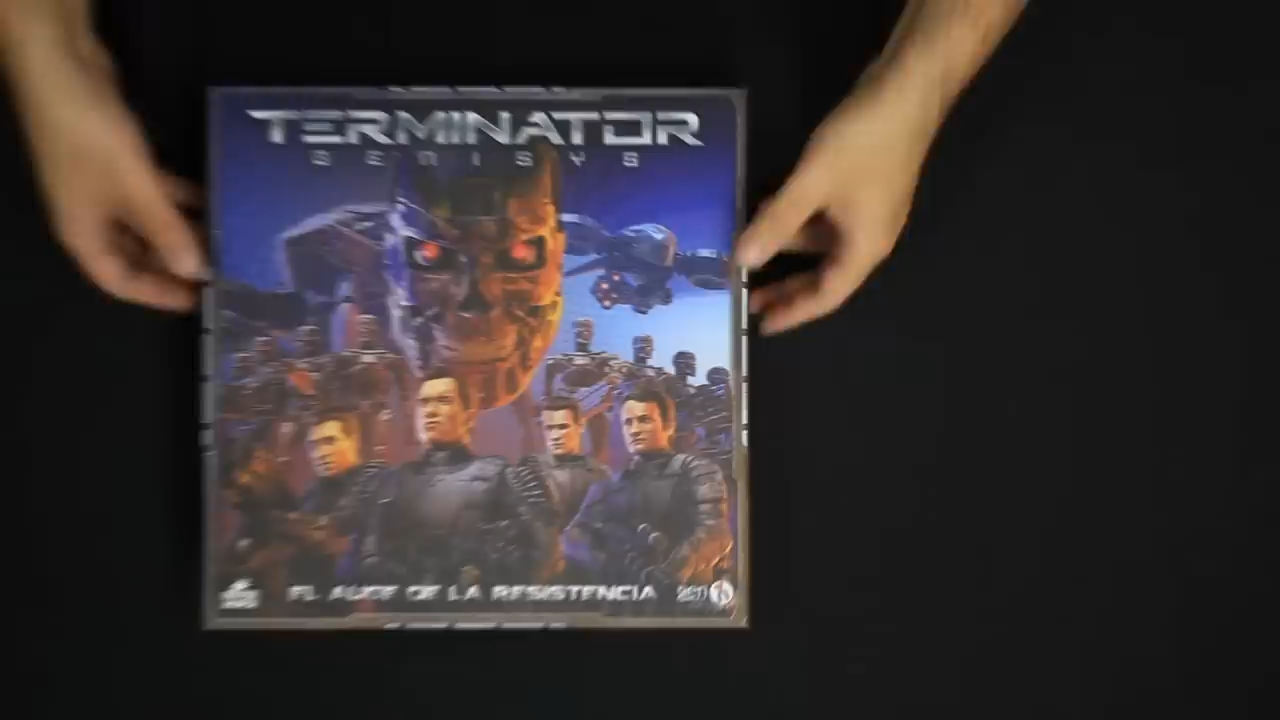 TERMINATOR
GENISYS
EL AUGE DE LA RESISTENCIA